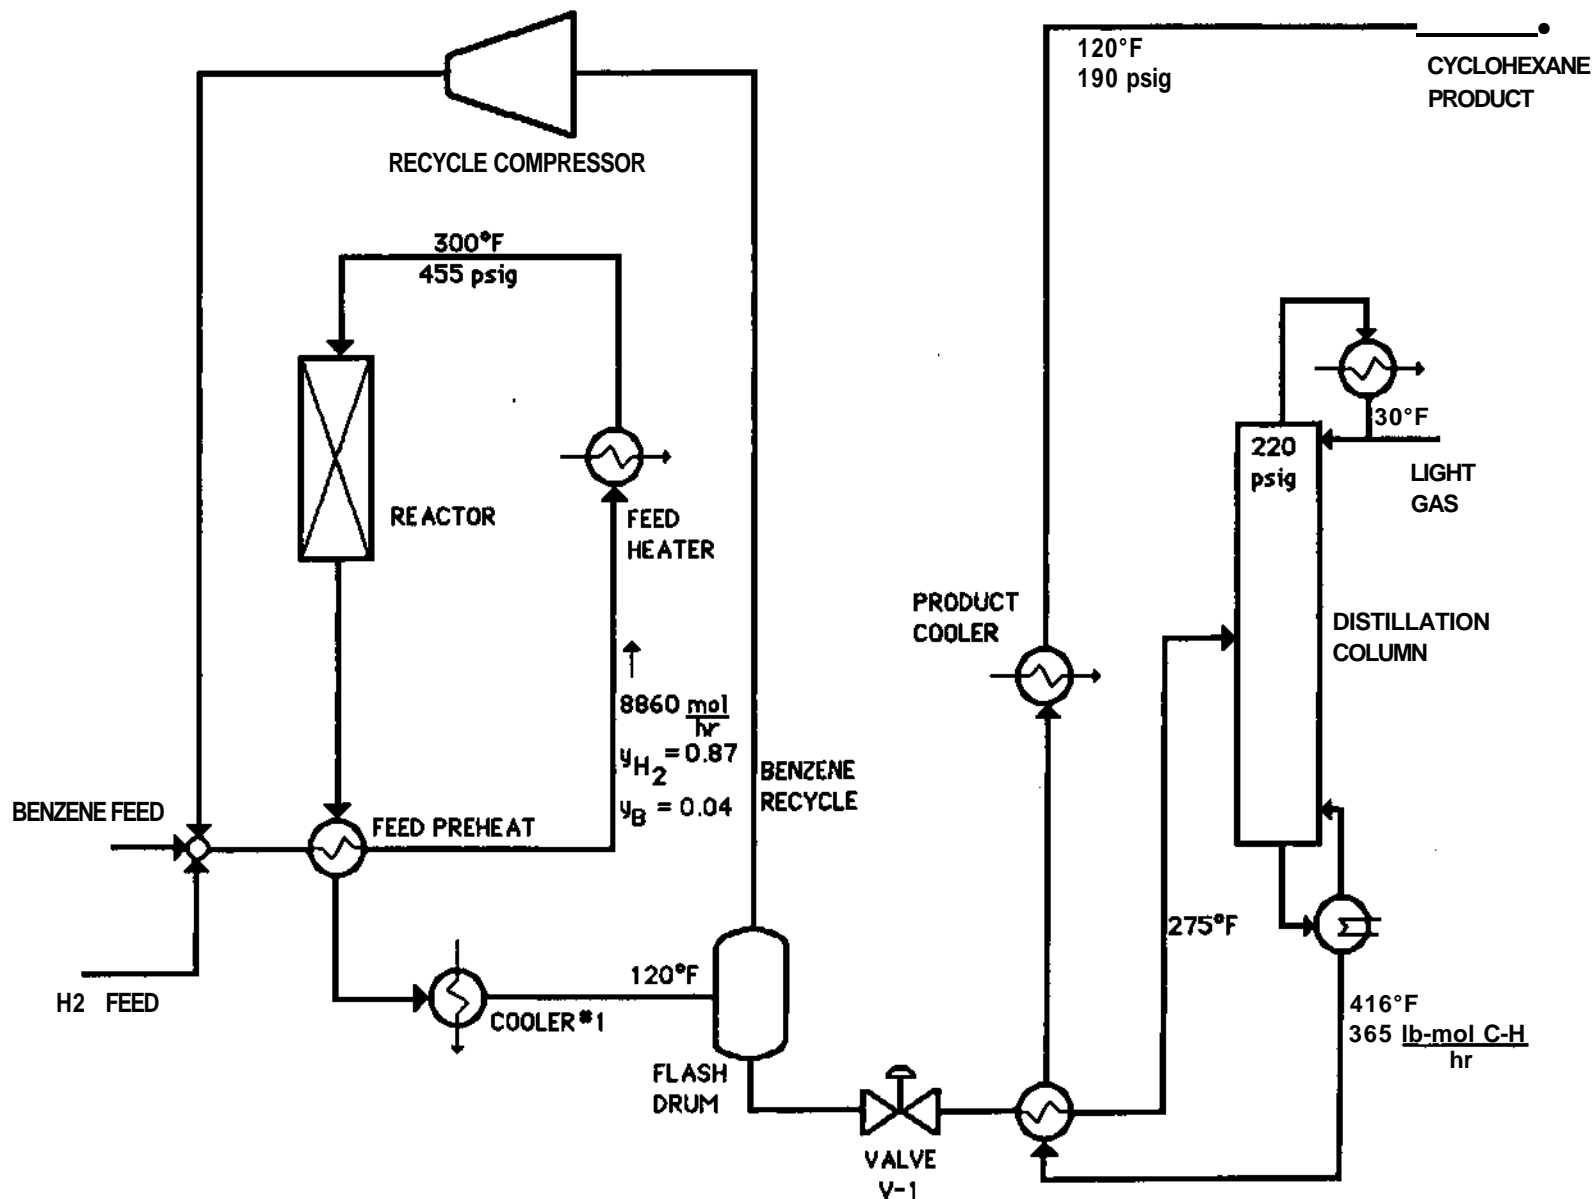 120°F
190 psig
CYCLOHEXANE
PRODUCT
RECYCLE COMPRESSOR
300°F
455 psig
30°F
220
psig
LIGHT
GAS
REACTOR
FEED
HEATER
PRODUCT
COOLER
DISTILLATION
COLUMN
8860 mol
hr
yH2 = 0.87
yB = 0.04
BENZENE
RECYCLE
BENZENE FEED
FEED PREHEAT
275°F
120°F
H2 FEED
COOLER #1
416°F
365 lb-mol C-H
hr
FLASH
DRUM
VALVE
V-1